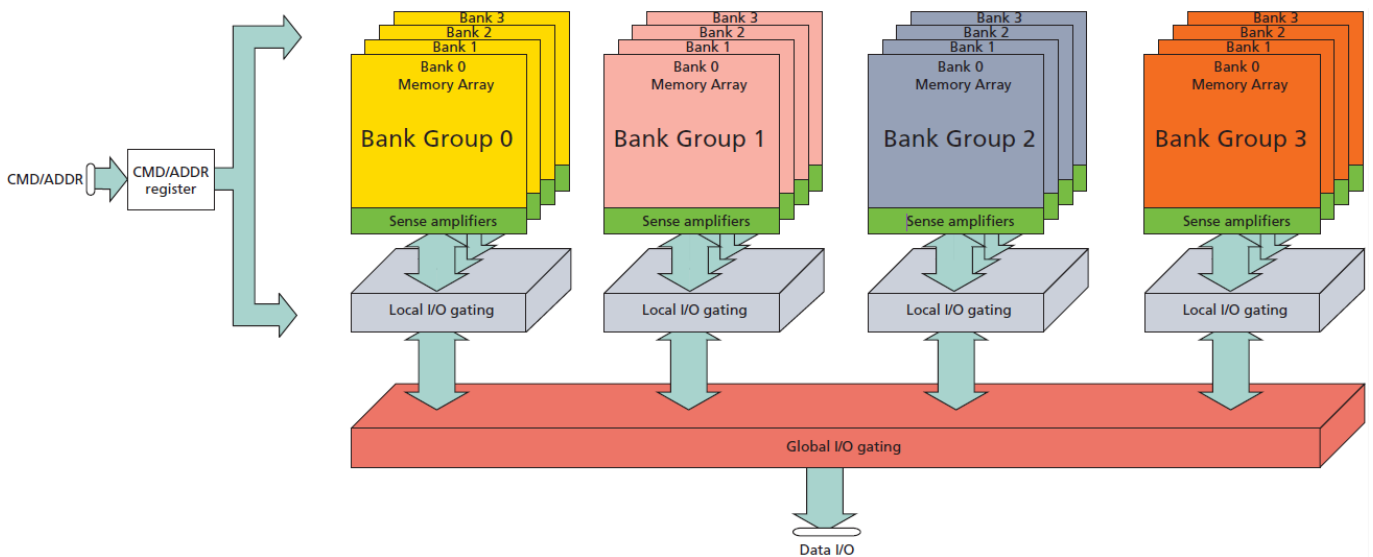 Bank 3
Bank 2
Bank 1
Bank 0
Memory Array
Bank Group 0
Sense amplifiers
Local I/O gating
Bank 3
Bank 2
Bank 1
Bank 0
Memory Array
Bank Group 1
Sense amplifiers
Local I/O gating
Bank 3
Bank 2
Bank 1
Bank 0
Memory Array
Bank Group 2
Sense amplifiers
Local I/O gating
Bank 3
Bank 2
Bank 1
Bank 0
Memory Array
Bank Group 3
Sense amplifiers
Local I/O gating
CMD/ADDR
CMD/ADDR
register
Global I/O gating
Data I/O